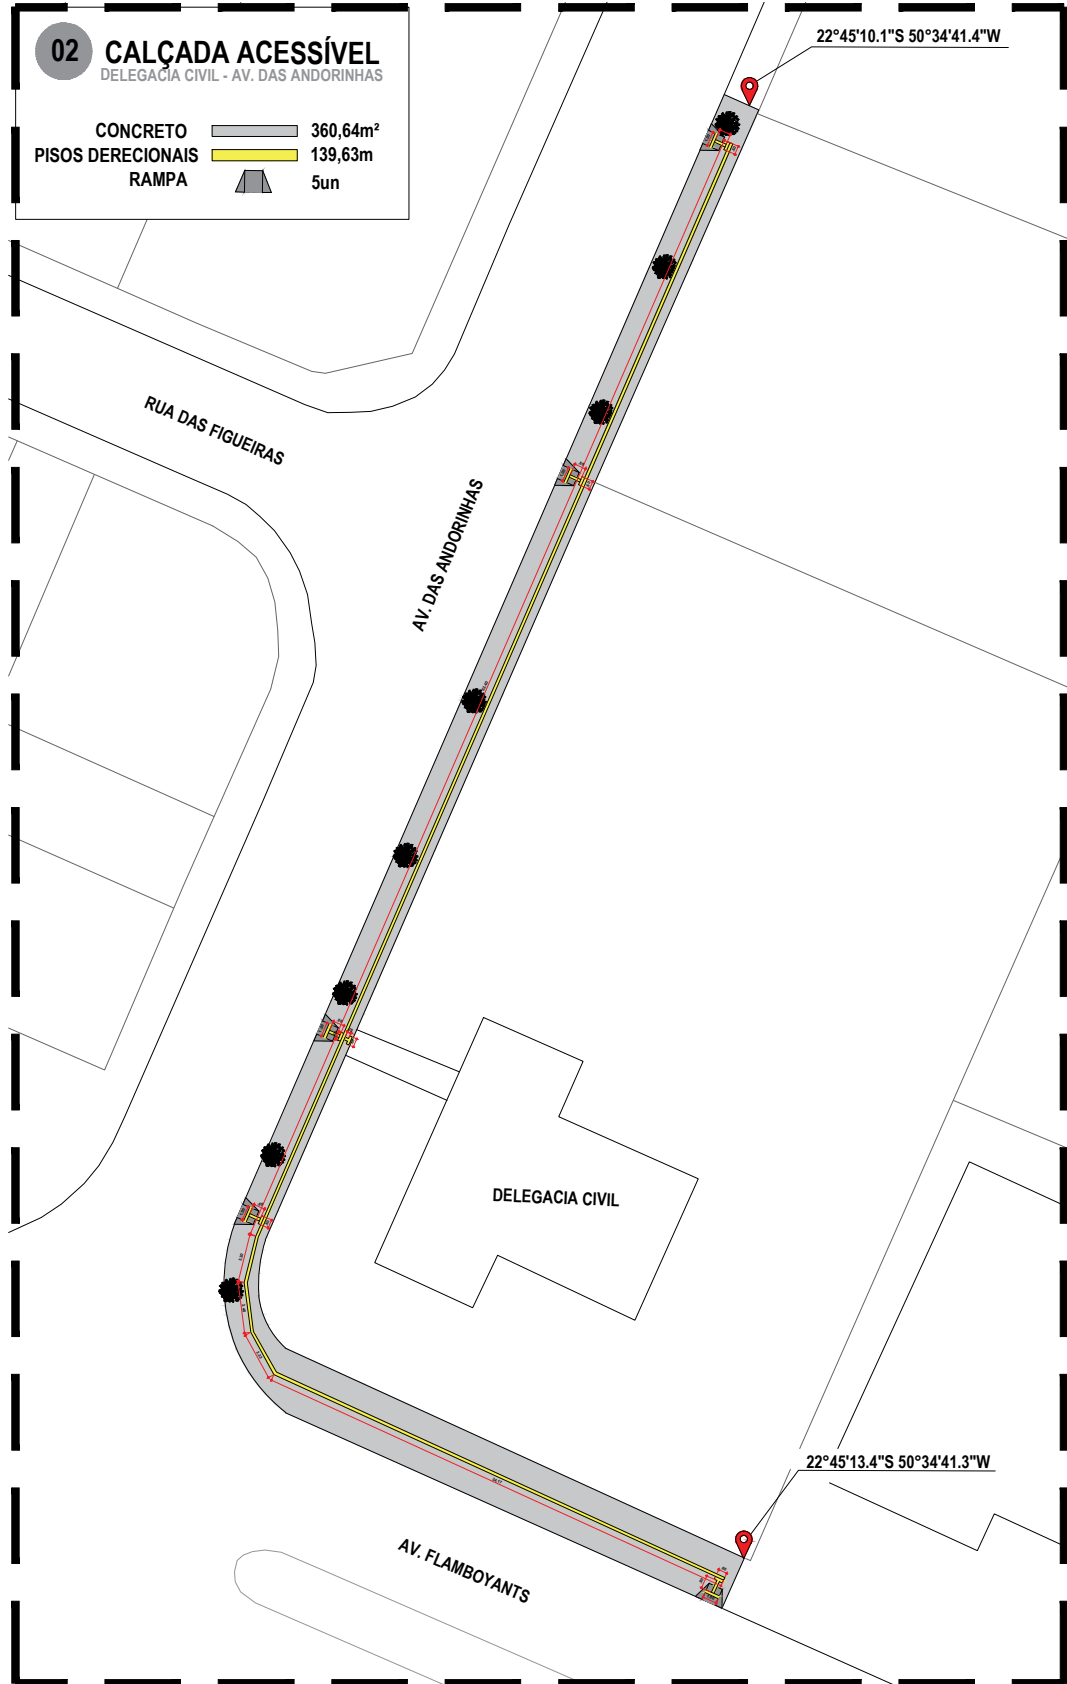 02
CALÇADA ACESSÍVEL
DELEGACIA CIVIL - AV. DAS ANDORINHAS
CONCRETO 360,64m²
PISOS DERECIONAIS 139,63m
RAMPA 5un
22°45'10.1"S 50°34'41.4"W
RUA DAS FIGUEIRAS
AV. DAS ANDORINHAS
DELEGACIA CIVIL
22°45'13.4"S 50°34'41.3"W
AV. FLAMBOYANTS